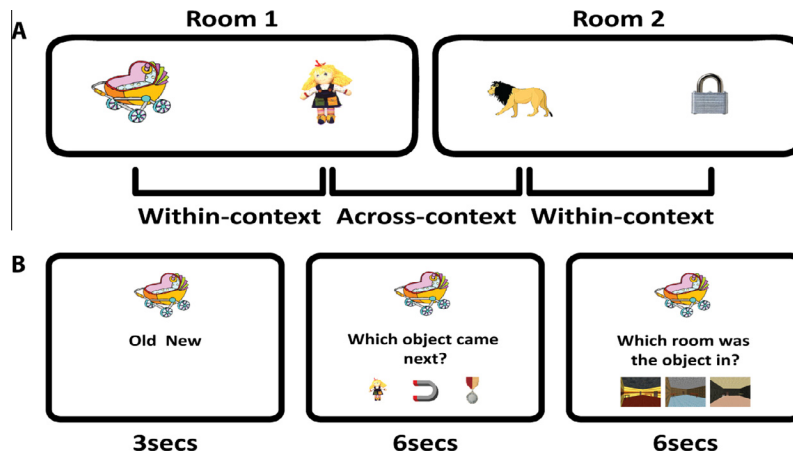 A
Room 1 Room 2
Within-context Across-context Within-context
B
Old New
Which object came
next?
Which room was
the object in?
3secs 6secs 6secs